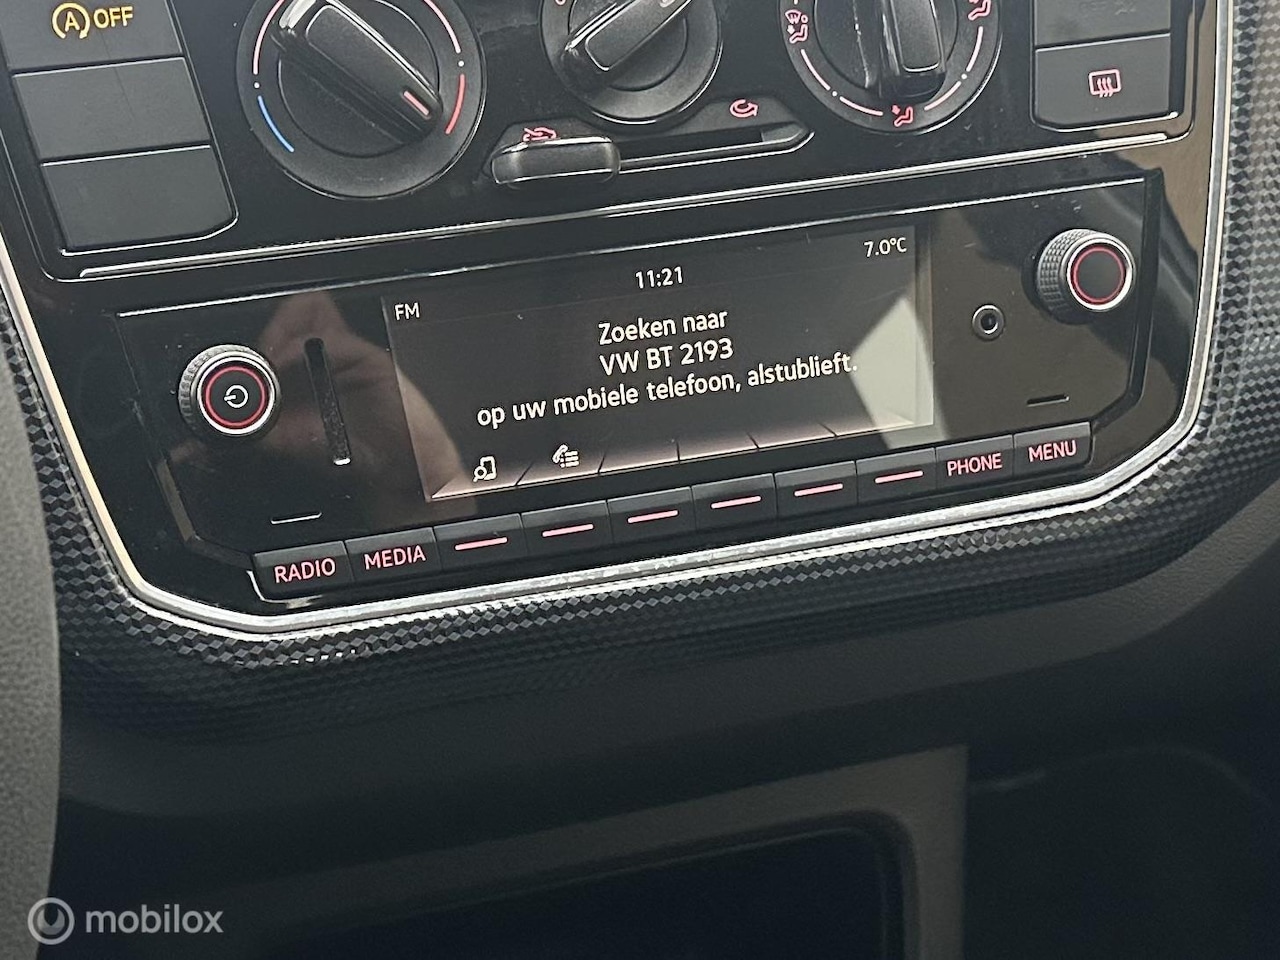 OFF
7.0°C
11:21
FM
Zoeken naar
VW BT 2193
op uw mobiele telefoon, alstublieft.
PHONE MENU
RADIO MEDIA
mobilox